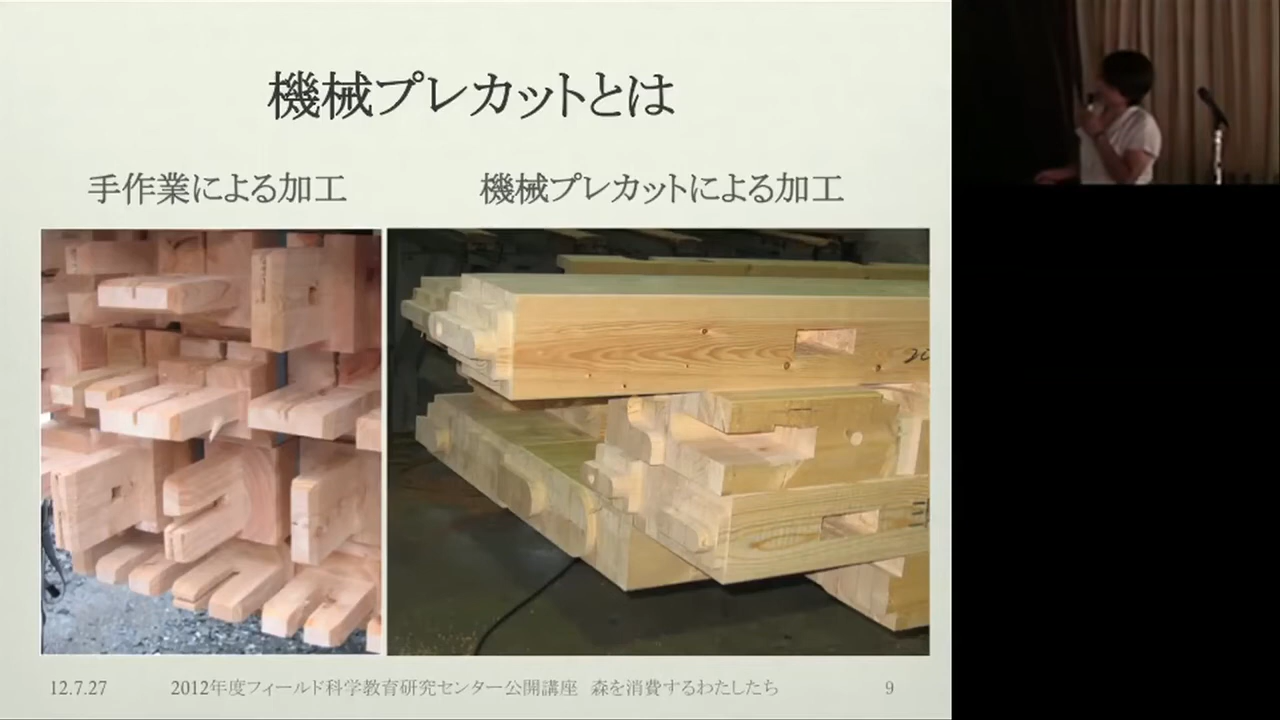 機械プレカットとは
手作業による加工
機械プレカットによる加工
12.7.27
2012年度フィールド科学教育研究センター公開講座 森を消費するわたしたち
9